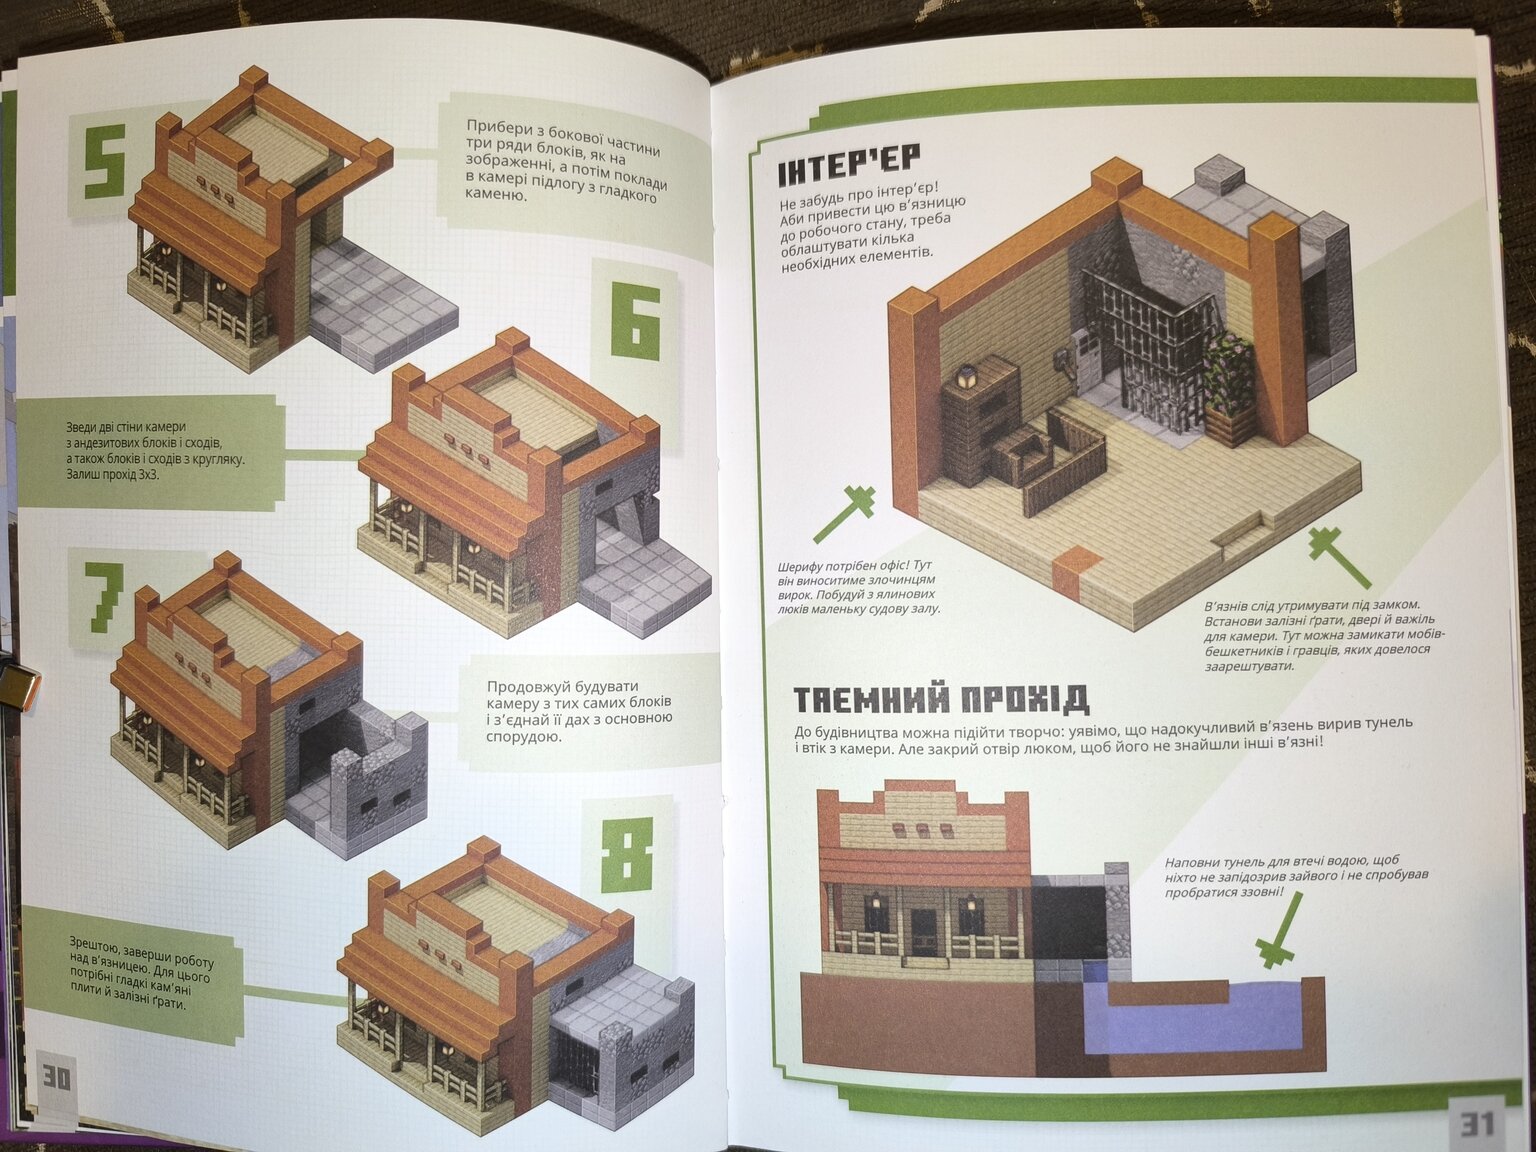 5
Прибери з бокової частини
три ряди блоків, як на
зображенні, а потім поклади
в камері підлогу з гладкого
каменю.
6
Зведи дві стіни камери
з андезитових блоків і сходів,
а також блоків і сходів з кругляку.
Залиш прохід 3х3.
7
Продовжуй будувати
камеру з тих самих блоків
і з’єднай її дах з основною
спорудою.
8
Зрештою, заверши роботу
над в’язницею. Для цього
потрібні гладкі кам’яні
плити й залізні ґрати.
30
ІНТЕР’ЄР
Не забудь про інтер’єр!
Аби привести цю в’язницю
до робочого стану, треба
облаштувати кілька
необхідних елементів.
Шерифу потрібен офіс! Тут
він виноситиме злочинцям
вирок. Побудуй з ялинових
люків маленьку судову залу.
В’язнів слід утримувати під замком.
Встанови залізні ґрати, двері й важіль
для камери. Тут можна замикати мобів-
бешкетників і гравців, яких довелося
заарештувати.
ТАЄМНИЙ ПРОХІД
До будівництва можна підійти творчо: уявімо, що надокучливий в’язень вирив тунель
і втік з камери. Але закрий отвір люком, щоб його не знайшли інші в’язні!
Наповни тунель для втечі водою, щоб
ніхто не запідозрив зайвого і не спробував
пробратися ззовні!
31